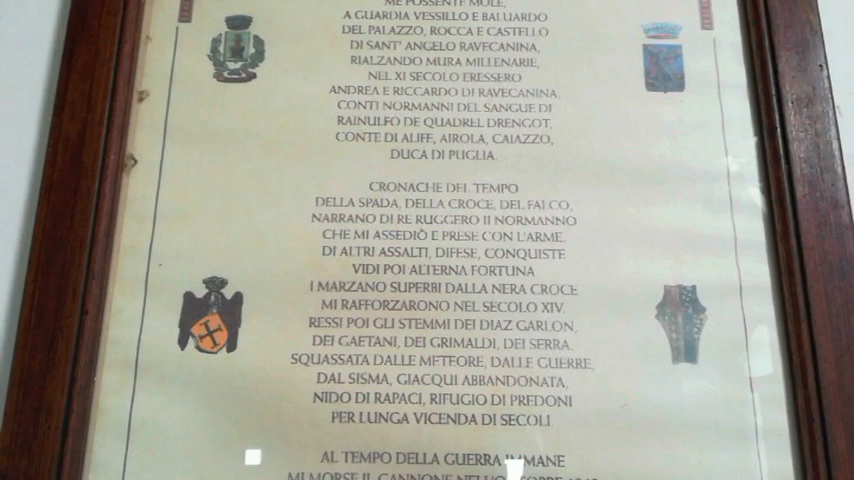 ME POSSENTE MOLE,
A GUARDIA VESSILLO E BALUARDO
DEL PALAZZO, ROCCA E CASTELLO
DI SANT' ANGELO RAVECANINA,
RIALZANDO MURA MILLENARIE,
NEL XI SECOLO ERESSERO
ANDREA E RICCARDO DI RAVECANINA,
CONTI NORMANNI DEL SANGUE DI
RAINULFO DE QUADREL DRENGOT,
CONTE DI ALIFE, AIROLA, CAIAZZO,
DUCA DI PUGLIA.
CRONACHE DEL TEMPO
DELLA SPADA, DELLA CROCE, DEL FALCO,
NARRANO DI RE RUGGERO II NORMANNO
CHE MI ASSEDIÒ E PRESE CON L'ARME.
DI ALTRI ASSALTI, DIFESE, CONQUISTE
VIDI POI ALTERNA FORTUNA
I MARZANO SUPERBI DALLA NERA CROCE
MI RAFFORZARONO NEL SECOLO XIV.
RESSI POI GLI STEMMI DEI DIAZ GARLON,
DEI GAETANI, DEI GRIMALDI, DEI SERRA.
SQUASSATA DALLE METEORE, DALLE GUERRE,
DAL SISMA, GIACQUI ABBANDONATA,
NIDO DI RAPACI, RIFUGIO DI PREDONI
PER LUNGA VICENDA DI SECOLI
AL TEMPO DELLA GUERRA IMMANE
MI MORSE IL CANNONE